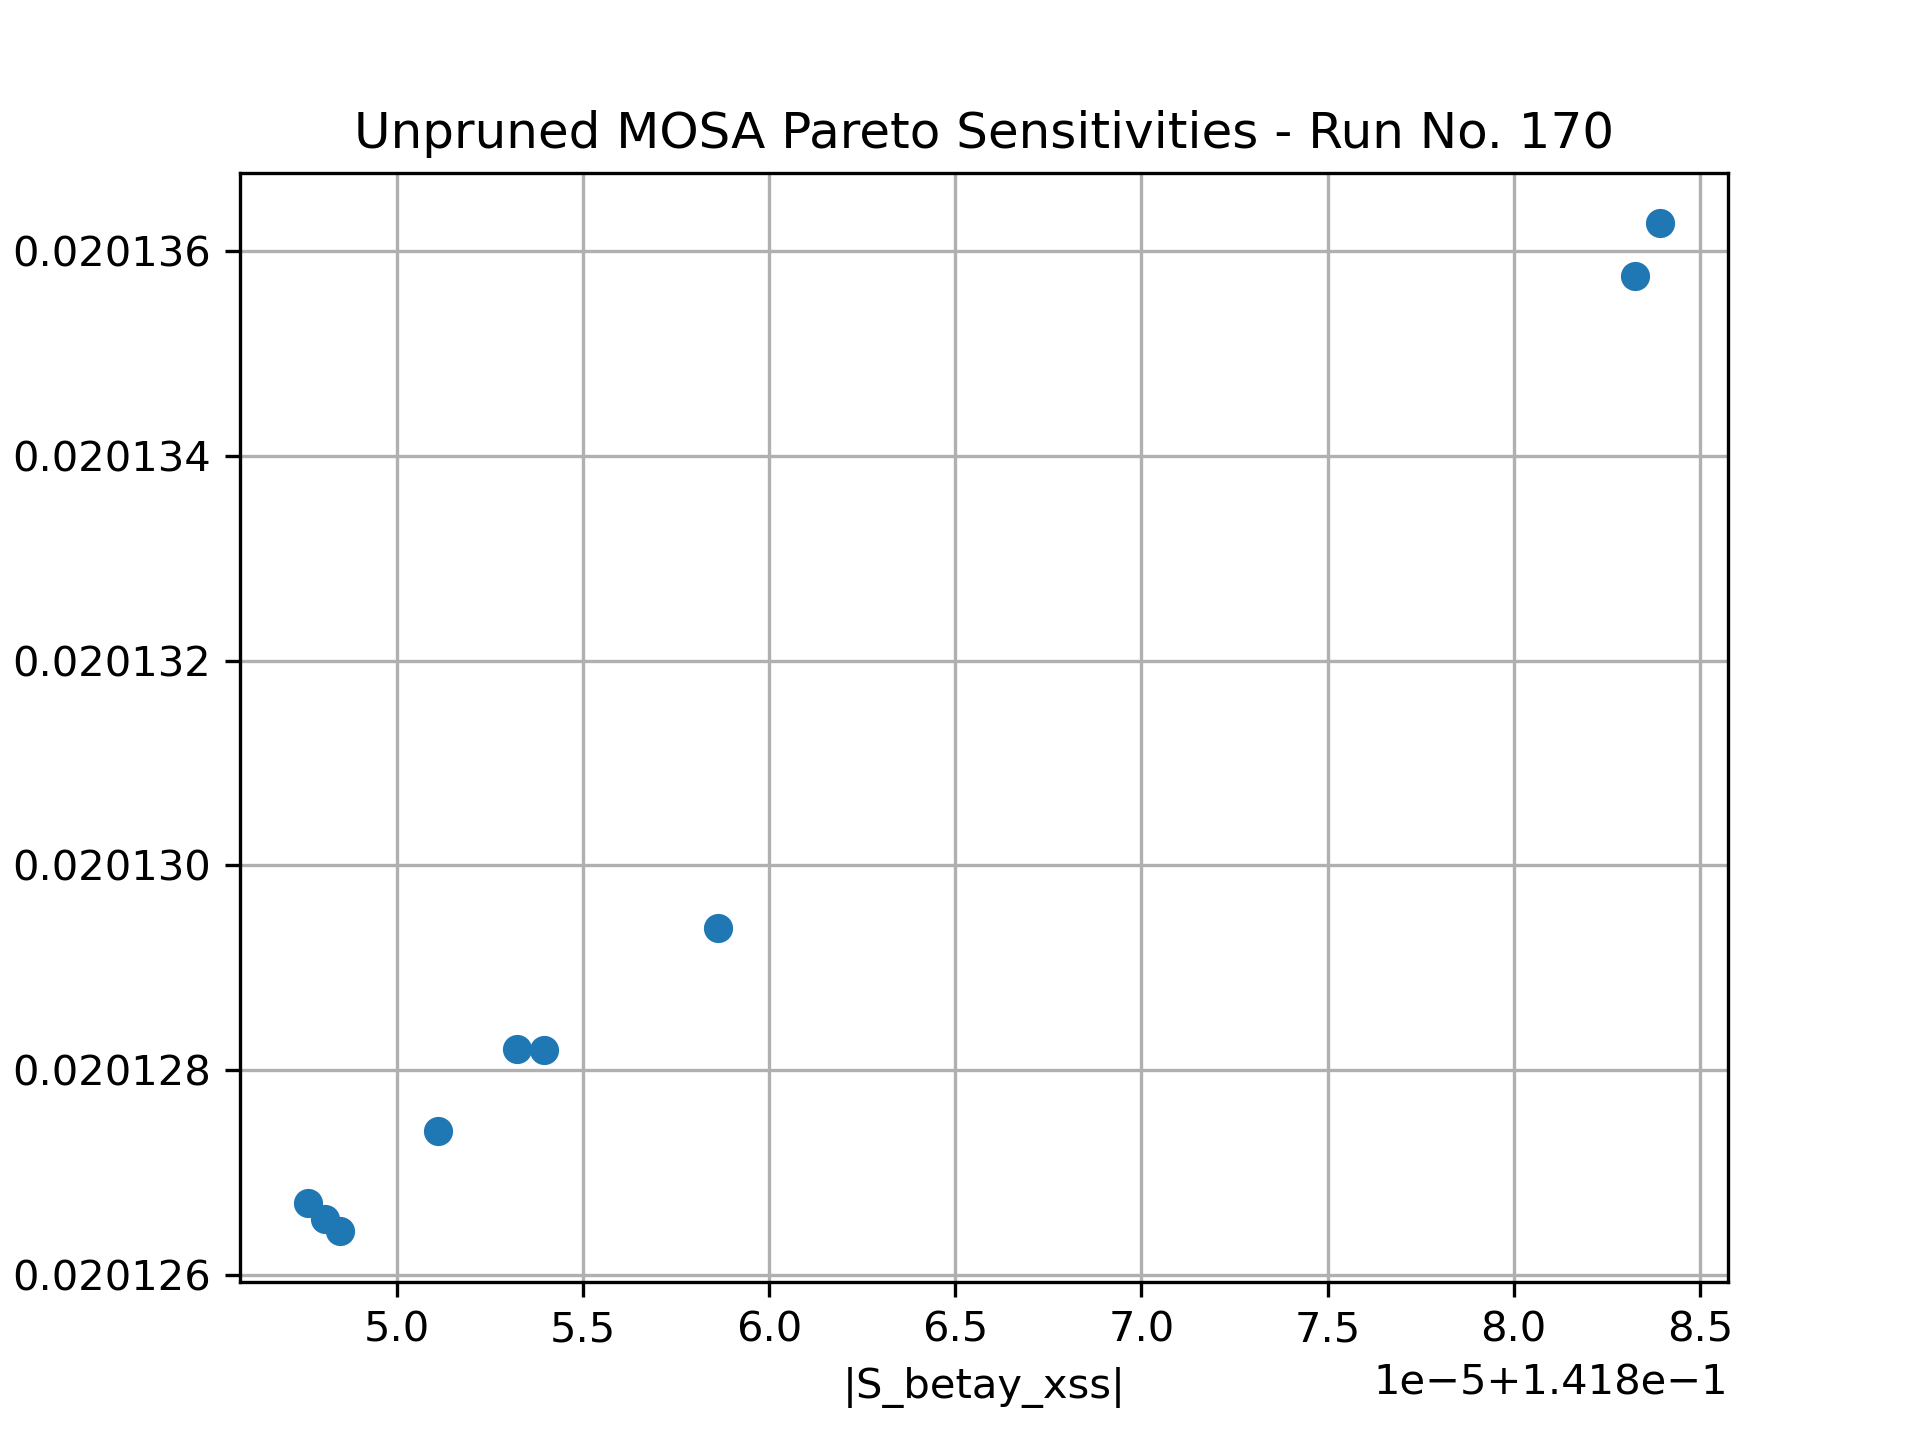 Unpruned MOSA Pareto Sensitivities - Run No. 170
0.020136
0.020134
0.020132
0.020130
0.020128
0.020126
5.0 5.5 6.0 6.5 7.0 7.5 8.0 8.5
|S_betay_xss|
1e−5+1.418e−1